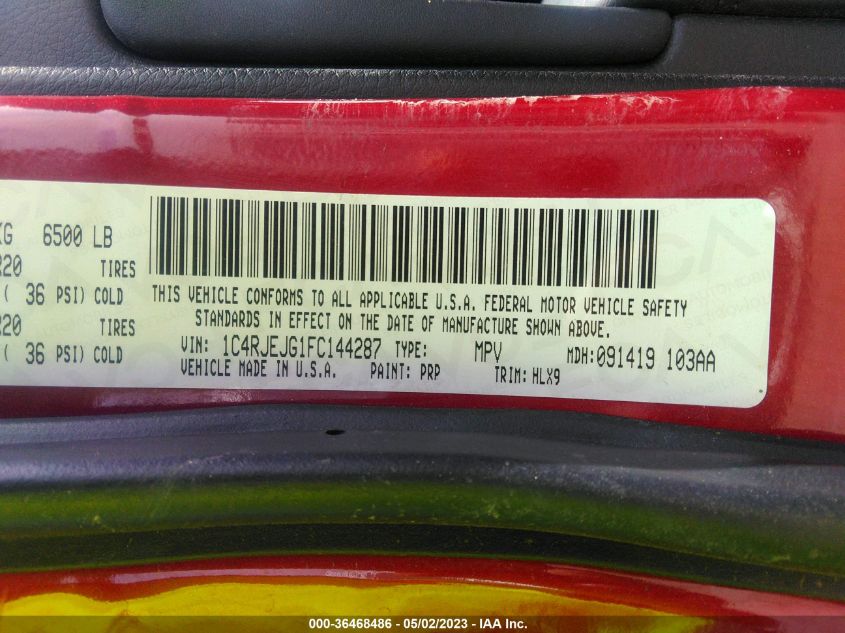 KG 6500 LB
220 TIRES
( 36 PSI) COLD
220 TIRES
( 36 PSI) COLD
THIS VEHICLE CONFORMS TO ALL APPLICABLE U.S.A. FEDERAL MOTOR VEHICLE SAFETY
STANDARDS IN EFFECT ON THE DATE OF MANUFACTURE SHOWN ABOVE.
VIN: 1C4RJEJG1FC144287 TYPE: MPV MDH:091419 103AA
VEHICLE MADE IN U.S.A. PAINT: PRP TRIM: HLX9
000-36468486 - 05/02/2023 - IAA Inc.